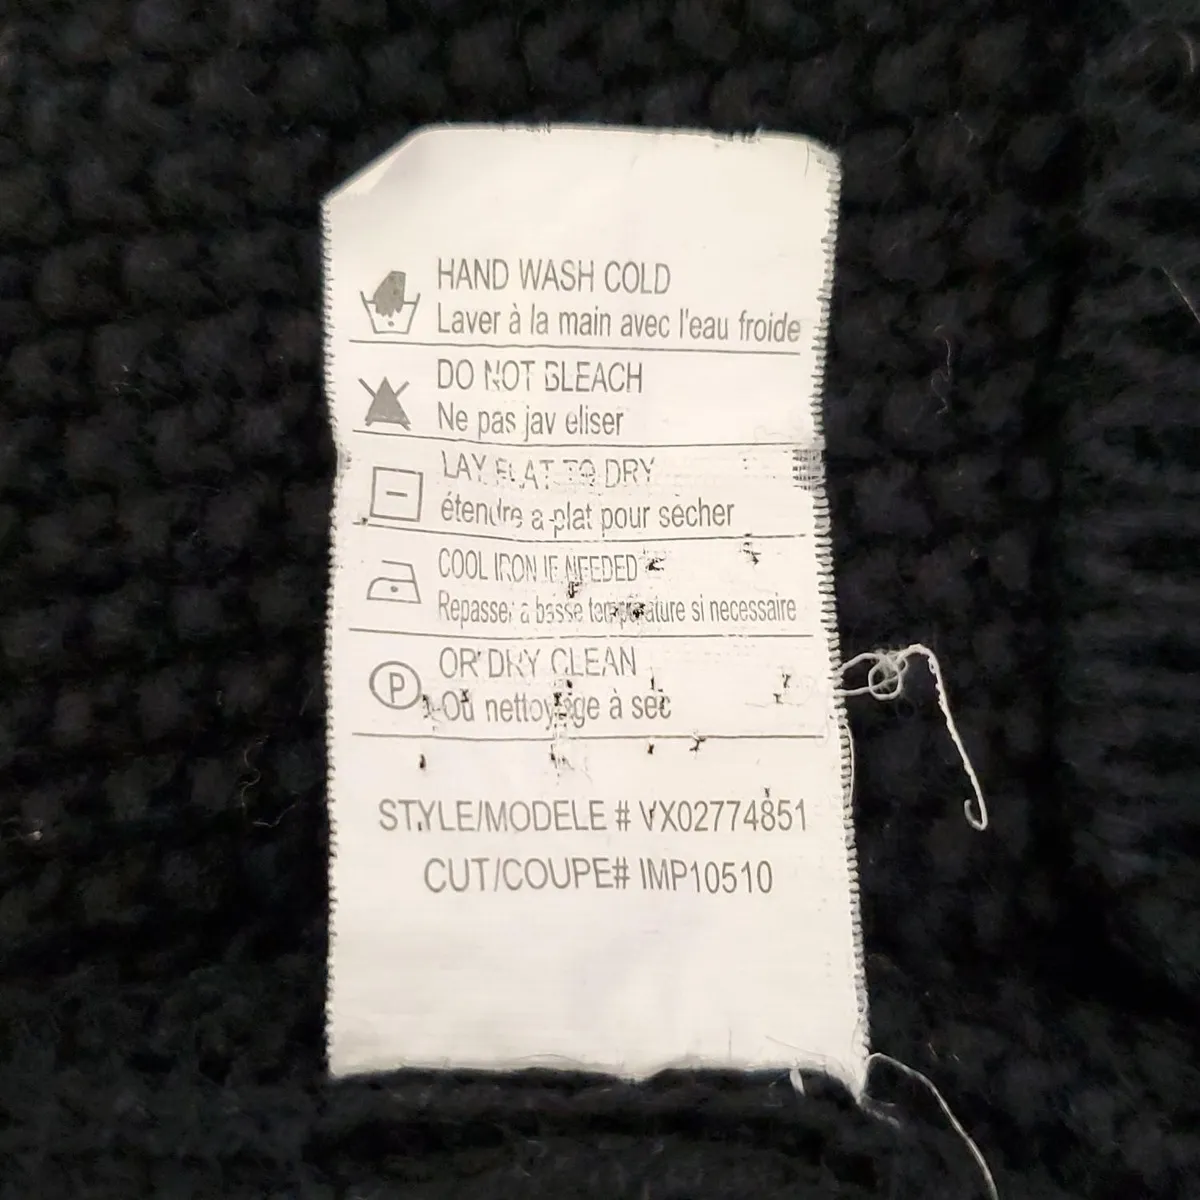 HAND WASH COLD
Laver à la main avec l'eau froide
DO NOT BLEACH
Ne pas jav eliser
LAY FLAT TO DRY
étendre a plat pour sécher
COOL IRON IF NEEDED
Repasser a basse temperature si necessaire
P
OR DRY CLEAN
Ou nettoyage à sec
STYLE/MODELE # VX02774851
CUT/COUPE# IMP10510